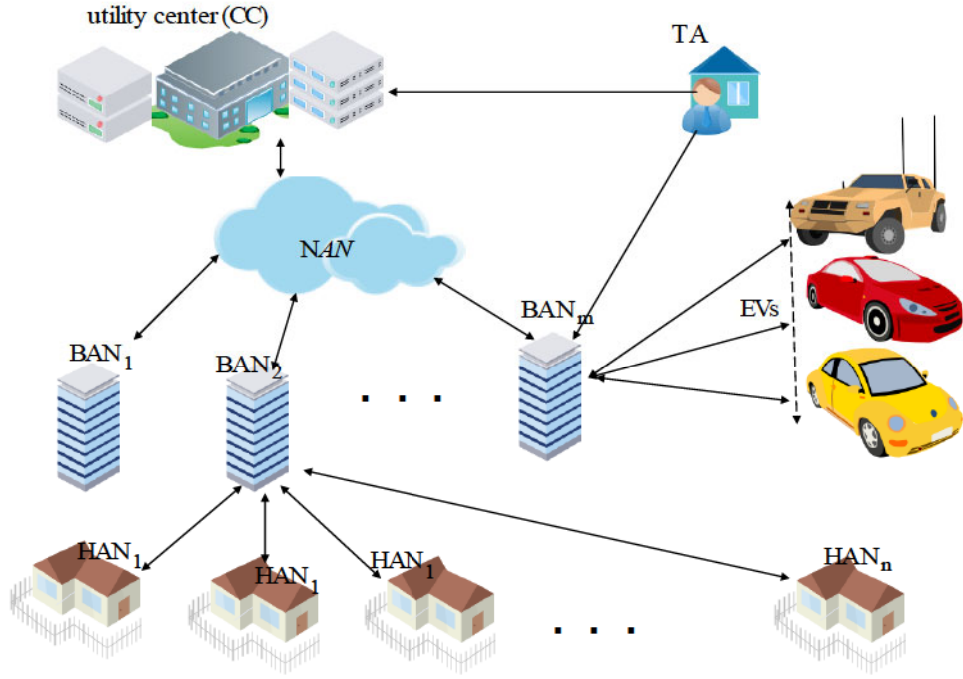 utility center (CC)
TA
NAN
EVs
BAN1
BAN2
. . .
BANm
HAN1
HAN1
HAN1
. . .
HANn